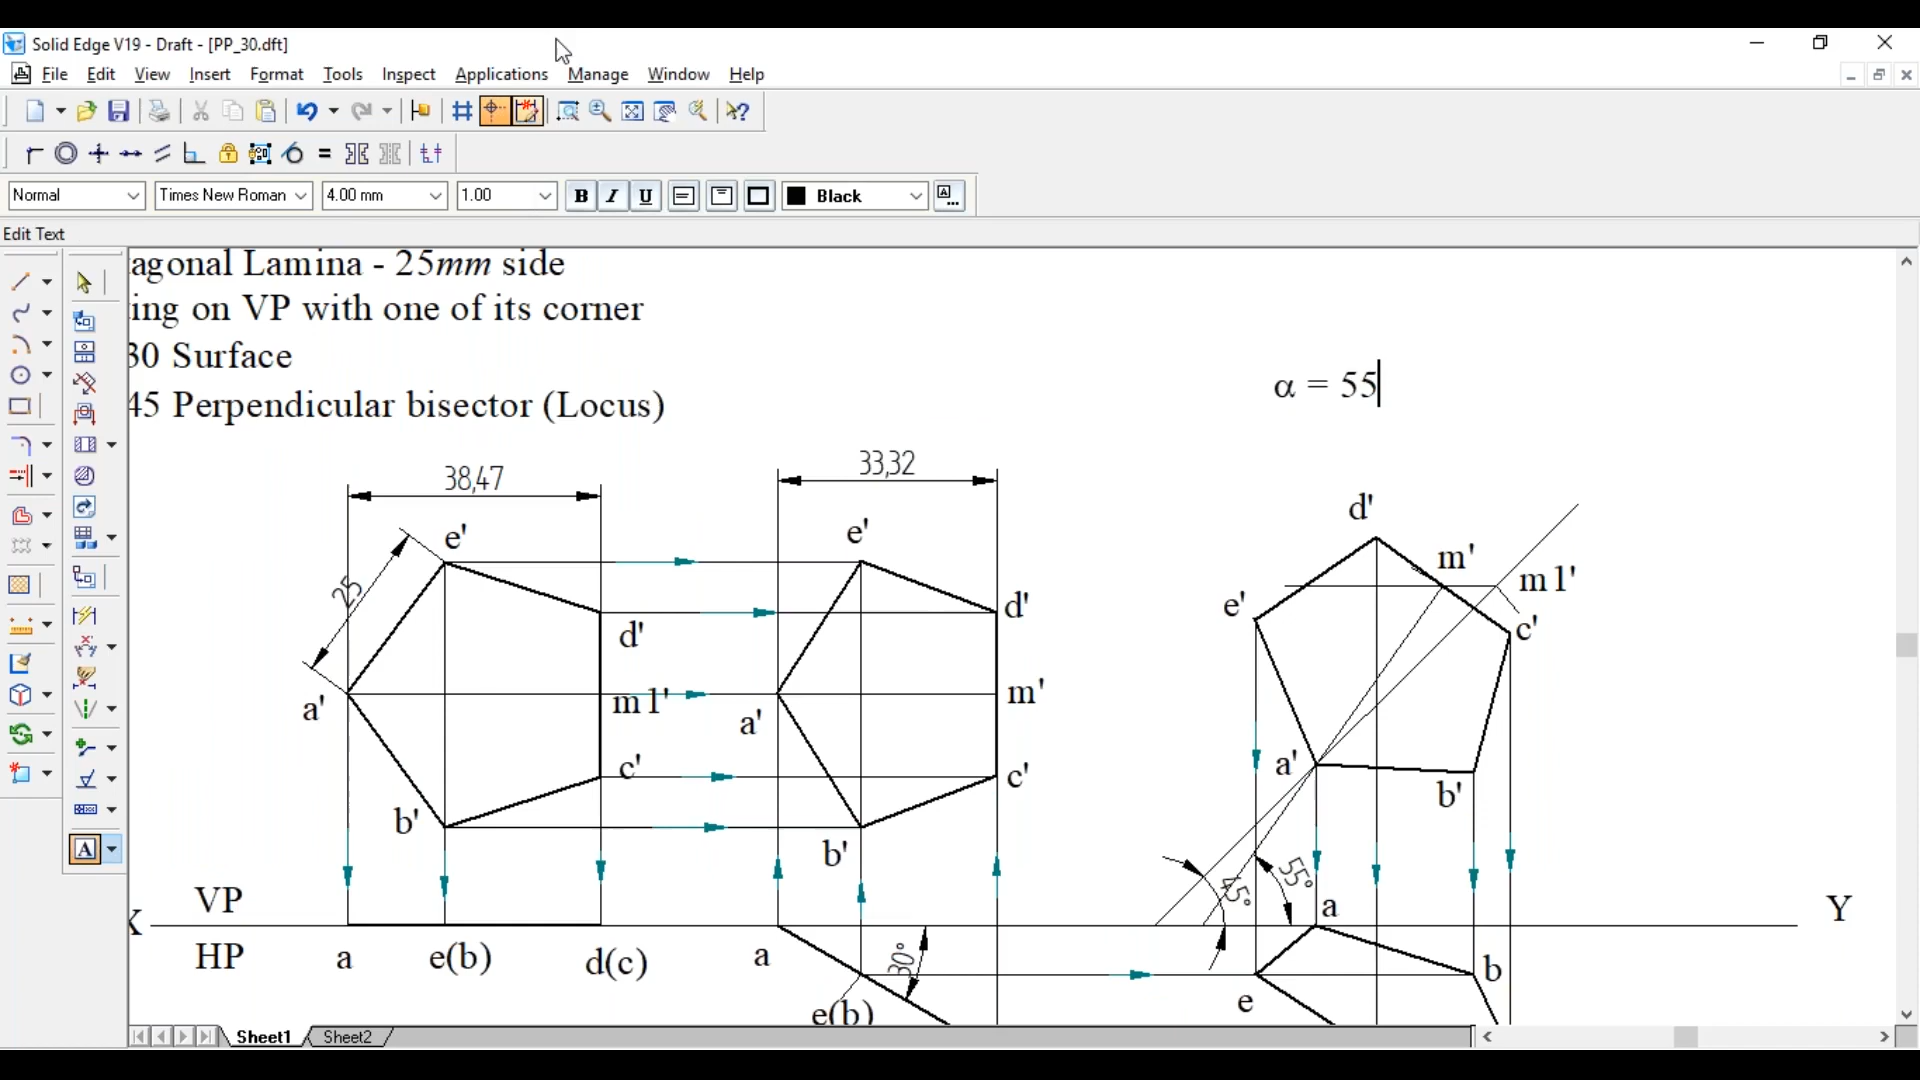 Solid Edge V19 - Draft - [PP_30.dft]
File Edit View Insert Format Tools Inspect Applications Manage Window Help
Normal Times New Roman 4.00 mm 1.00 B I U Black A...
Edit Text
agonal Lamina - 25mm side
ing on VP with one of its corner
30 Surface
45 Perpendicular bisector (Locus)
α = 55
38,47
33,32
25
e'
d'
m1'
a'
c'
b'
e'
d'
m'
a'
c'
b'
d'
m'
m1'
e'
c'
a'
b'
45°
55°
VP
X
HP
a
e(b)
d(c)
a
30°
e(b)
a
Y
b
e
A
Sheet1 Sheet2